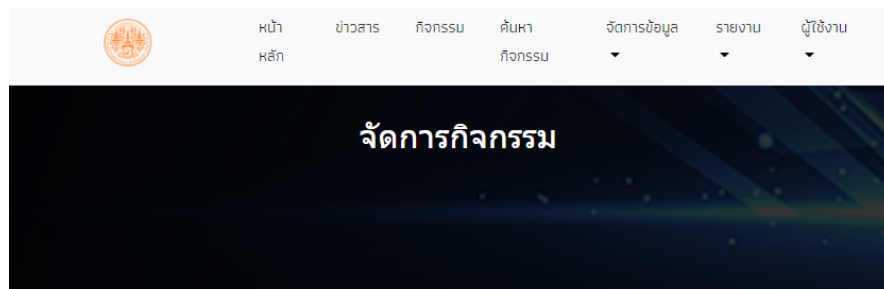 หน้า ข่าวสาร กิจกรรม ค้นหา จัดการข้อมูล รายงาน ผู้ใช้งาน
หลัก กิจกรรม
จัดการกิจกรรม